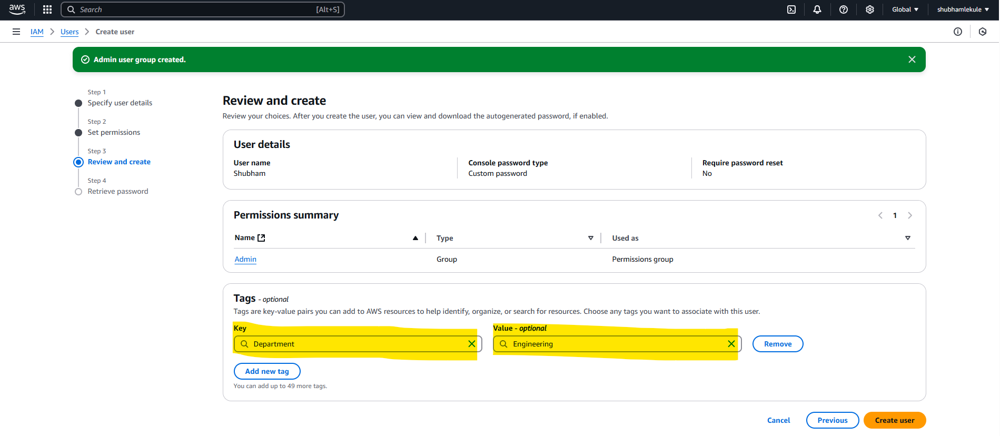 aws
Search [Alt+S]
Global
shubhamlekule
IAM Users Create user
Admin user group created.
Step 1
Specify user details
Step 2
Set permissions
Step 3
Review and create
Step 4
Retrieve password
Review and create
Review your choices. After you create the user, you can view and download the autogenerated password, if enabled.
User details
User name Console password type Require password reset
Shubham Custom password No
Permissions summary
1
Name Type Used as
Admin Group Permissions group
Tags - optional
Tags are key-value pairs you can add to AWS resources to help identify, organize, or search for resources. Choose any tags you want to associate with this user.
Key Value - optional
Department Engineering Remove
Add new tag
You can add up to 49 more tags.
Cancel Previous Create user